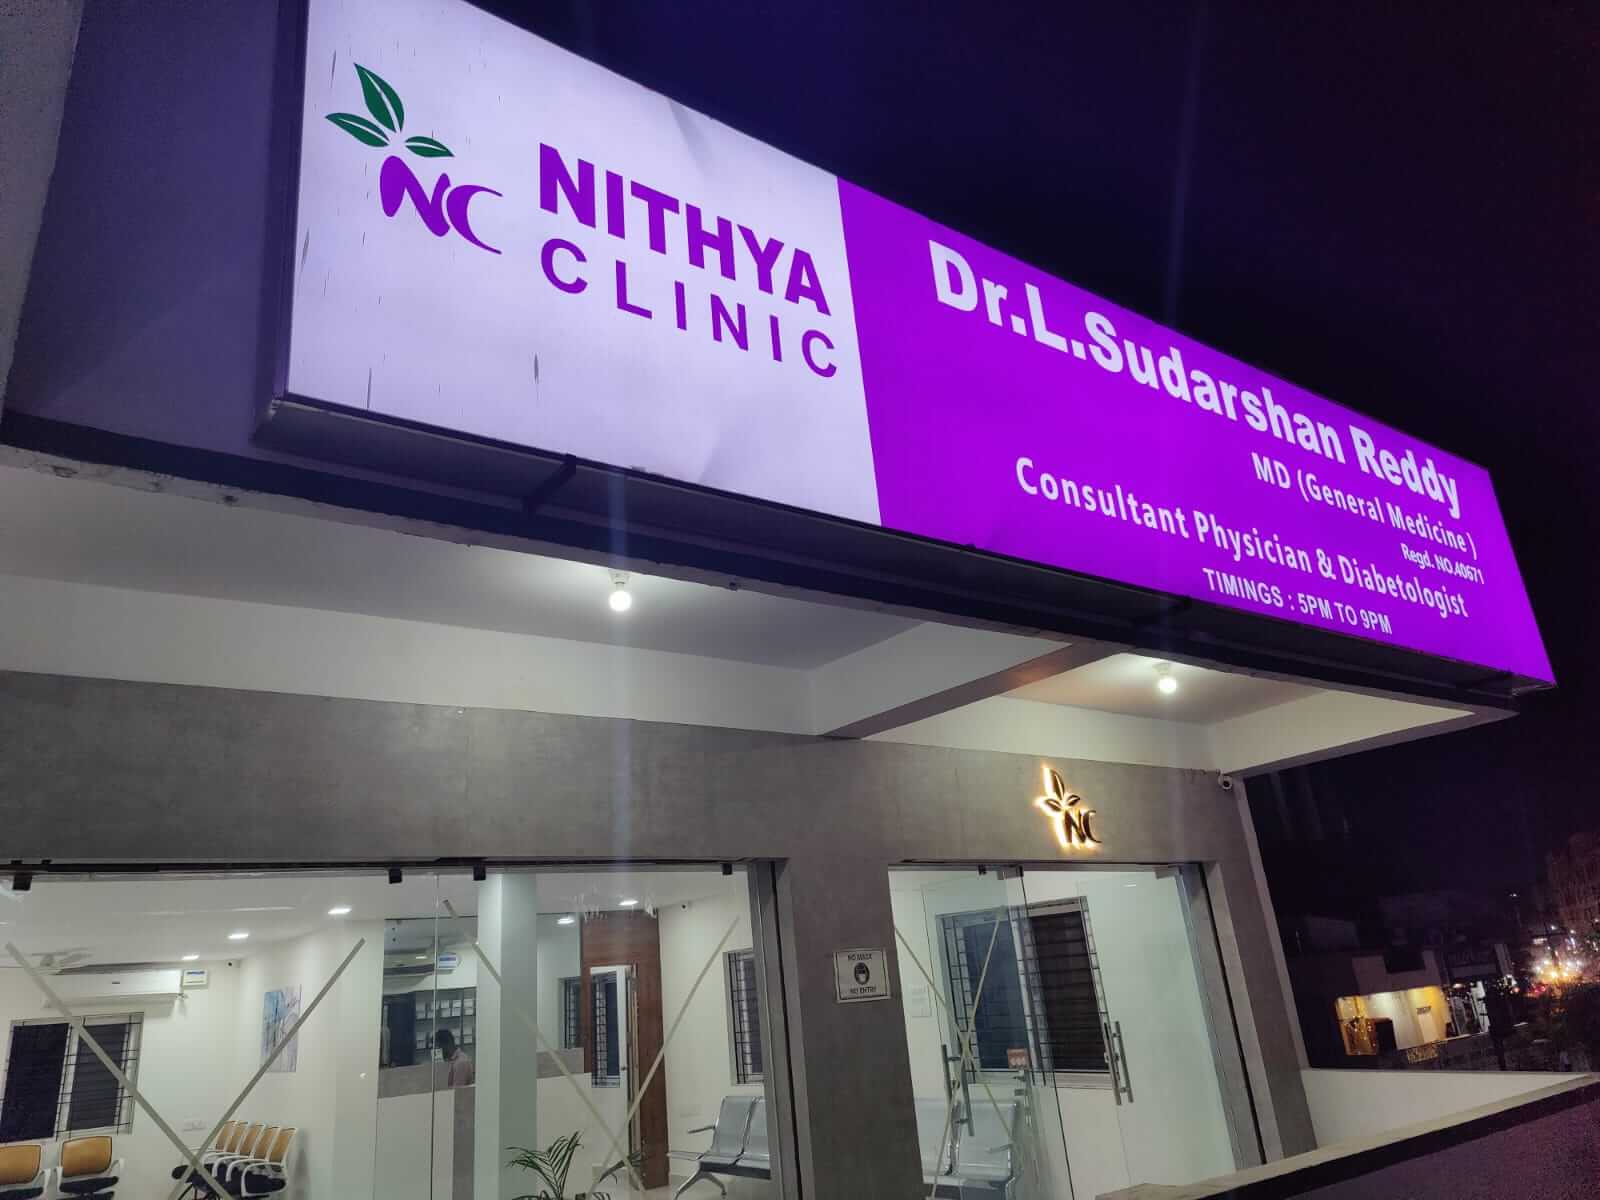 NC
NITHYA
CLINIC
Dr.L.Sudarshan Reddy
MD (General Medicine)
Regd. NO.40671
Consultant Physician & Diabetologist
TIMINGS : 5PM TO 9PM
NC
NO MASK
NO ENTRY